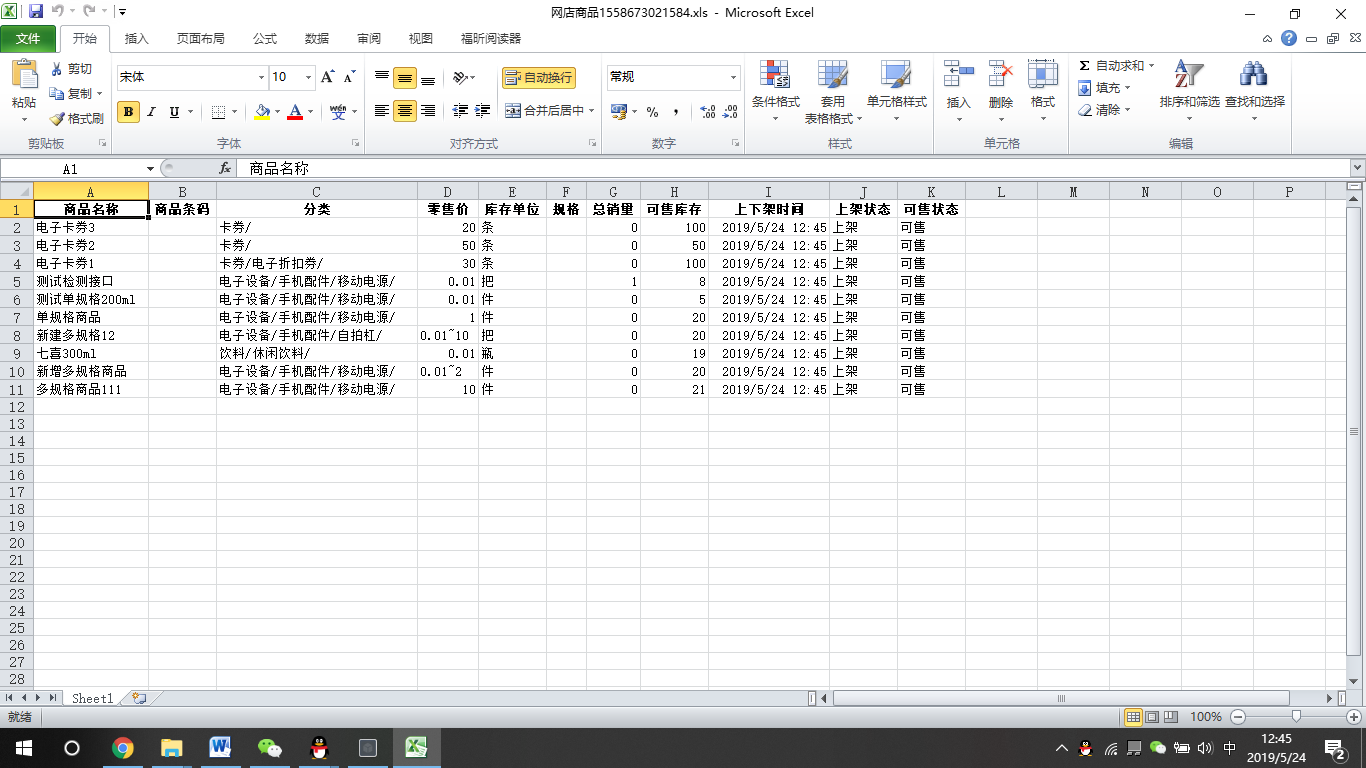 网店商品1558673021584.xls - Microsoft Excel
文件 开始 插入 页面布局 公式 数据 审阅 视图 福昕阅读器
粘贴 剪切 复制 格式刷 剪贴板
宋体 10 A A B I U A wén 字体
自动换行 合并后居中 对齐方式
常规 % , .00 .00 数字
条件格式 套用 表格格式 单元格样式 样式
插入 删除 格式 单元格
Σ 自动求和 填充 清除 排序和筛选 查找和选择 编辑
A1 fx 商品名称
A B C D E F G H I J K L M N O P
1 商品名称 商品条码 分类 零售价 库存单位 规格 总销量 可售库存 上下架时间 上架状态 可售状态
2 电子卡券3 卡券/ 20 条 0 100 2019/5/24 12:45 上架 可售
3 电子卡券2 卡券/ 50 条 0 50 2019/5/24 12:45 上架 可售
4 电子卡券1 卡券/电子折扣券/ 30 条 0 100 2019/5/24 12:45 上架 可售
5 测试检测接口 电子设备/手机配件/移动电源/ 0.01 把 1 8 2019/5/24 12:45 上架 可售
6 测试单规格200ml 电子设备/手机配件/移动电源/ 0.01 件 0 5 2019/5/24 12:45 上架 可售
7 单规格商品 电子设备/手机配件/移动电源/ 1 件 0 20 2019/5/24 12:45 上架 可售
8 新建多规格12 电子设备/手机配件/自拍杠/ 0.01~10 把 0 20 2019/5/24 12:45 上架 可售
9 七喜300ml 饮料/休闲饮料/ 0.01 瓶 0 19 2019/5/24 12:45 上架 可售
10 新增多规格商品 电子设备/手机配件/移动电源/ 0.01~2 件 0 20 2019/5/24 12:45 上架 可售
11 多规格商品111 电子设备/手机配件/移动电源/ 10 件 0 21 2019/5/24 12:45 上架 可售
12
13
14
15
16
17
18
19
20
21
22
23
24
25
26
27
28
Sheet1
就绪 100%
中 12:45
2019/5/24 2